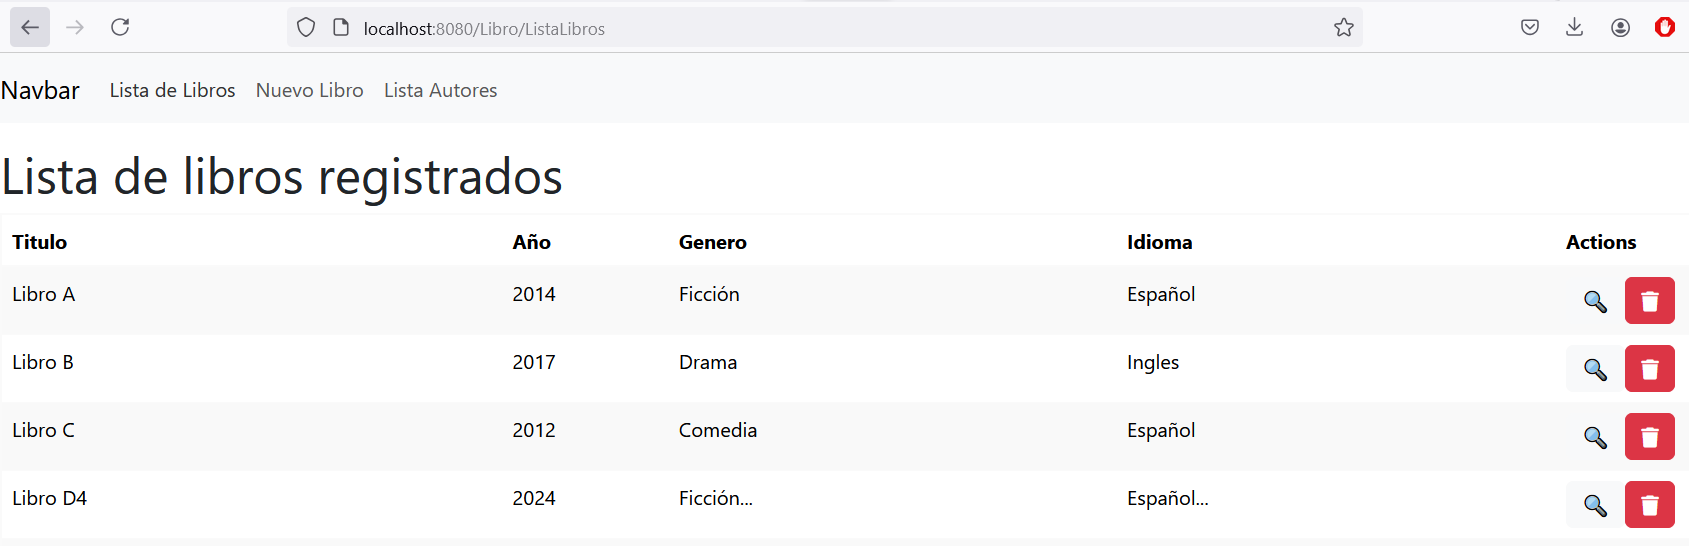 localhost:8080/Libro/ListaLibros
Navbar Lista de Libros Nuevo Libro Lista Autores
Lista de libros registrados
Titulo Año Genero Idioma Actions
Libro A 2014 Ficción Español
Libro B 2017 Drama Ingles
Libro C 2012 Comedia Español
Libro D4 2024 Ficción... Español...